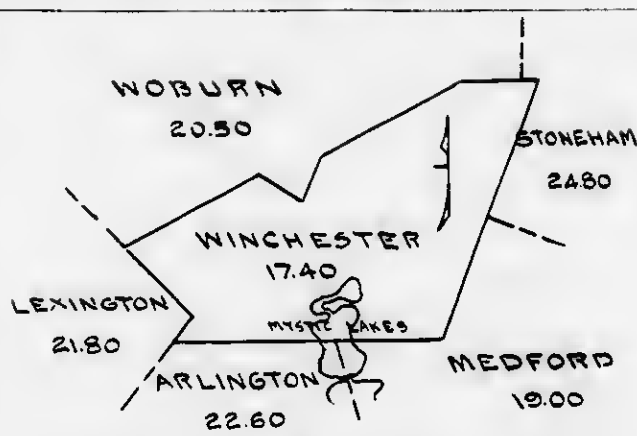 WOBURN
20.50
STONEHAM
24.80
WINCHESTER
17.40
LEXINGTON
21.80
MYSTIC LAKES
MEDFORD
19.00
ARLINGTON
22.60